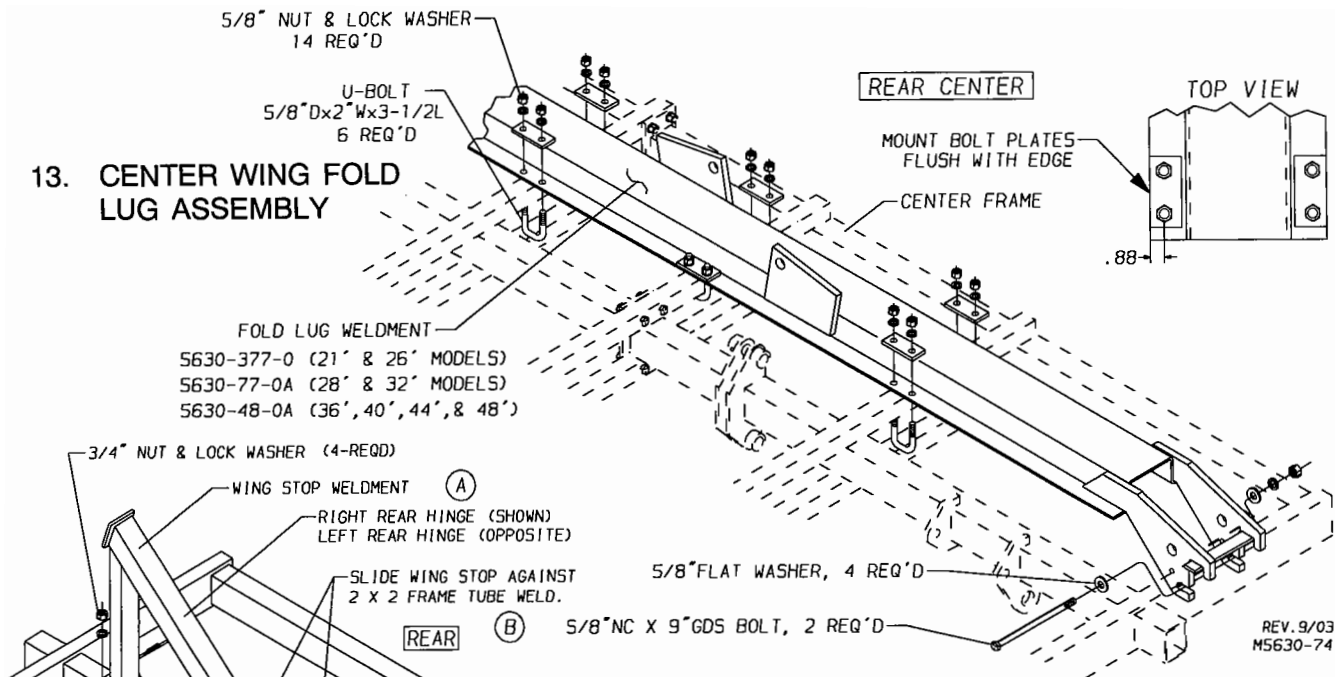 5/8" NUT & LOCK WASHER
14 REQ'D
U-BOLT
5/8"Dx2"Wx3-1/2L
6 REQ'D
13. CENTER WING FOLD
LUG ASSEMBLY
REAR CENTER
TOP VIEW
MOUNT BOLT PLATES
FLUSH WITH EDGE
CENTER FRAME
.88
FOLD LUG WELDMENT
5630-377-0 (21' & 26' MODELS)
5630-77-0A (28' & 32' MODELS)
5630-48-0A (36',40',44',& 48')
3/4" NUT & LOCK WASHER (4-REQD)
WING STOP WELDMENT A
RIGHT REAR HINGE (SHOWN)
LEFT REAR HINGE (OPPOSITE)
SLIDE WING STOP AGAINST
2 X 2 FRAME TUBE WELD.
REAR B
5/8"FLAT WASHER, 4 REQ'D
5/8"NC X 9"GD5 BOLT, 2 REQ'D
REV.9/03
M5630-74